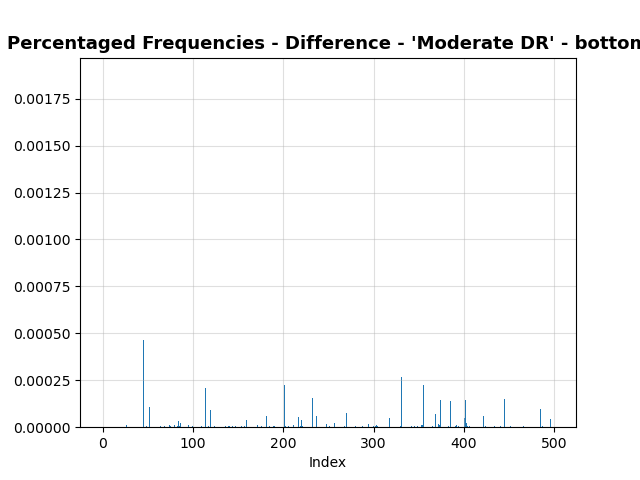 Percentaged Frequencies - Difference - 'Moderate DR' - bottom
0.00175
0.00150
0.00125
0.00100
0.00075
0.00050
0.00025
0.00000
0 100 200 300 400 500
Index